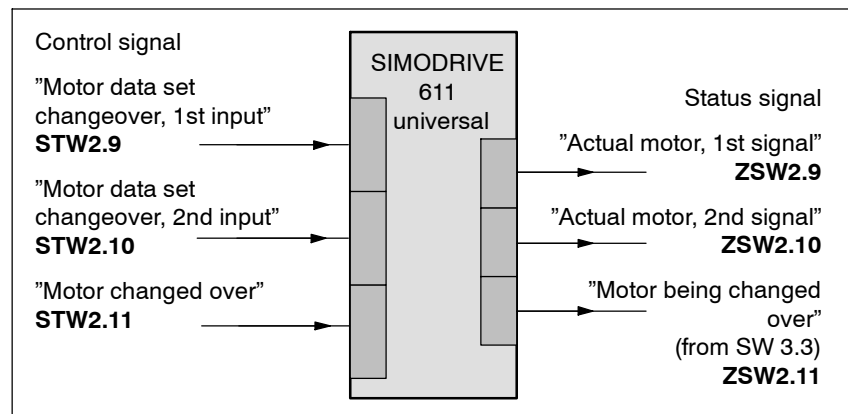 Control signal
”Motor data set
changeover, 1st input”
STW2.9
”Motor data set
changeover, 2nd input”
STW2.10
”Motor changed over”
STW2.11
SIMODRIVE
611
universal
Status signal
”Actual motor, 1st signal”
ZSW2.9
”Actual motor, 2nd signal”
ZSW2.10
”Motor being changed
over”
(from SW 3.3)
ZSW2.11